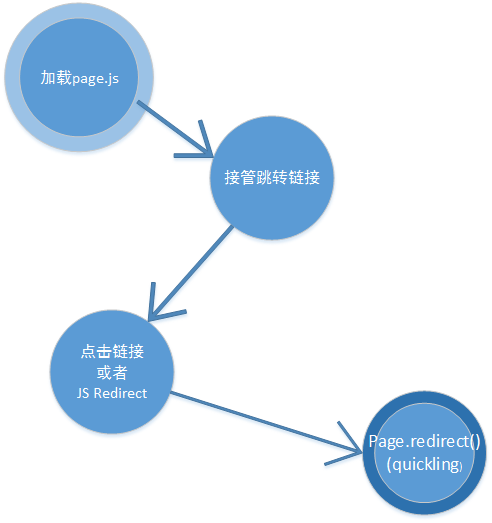 加载page.js
接管跳转链接
点击链接
或者
JS Redirect
Page.redirect()
(quickling)